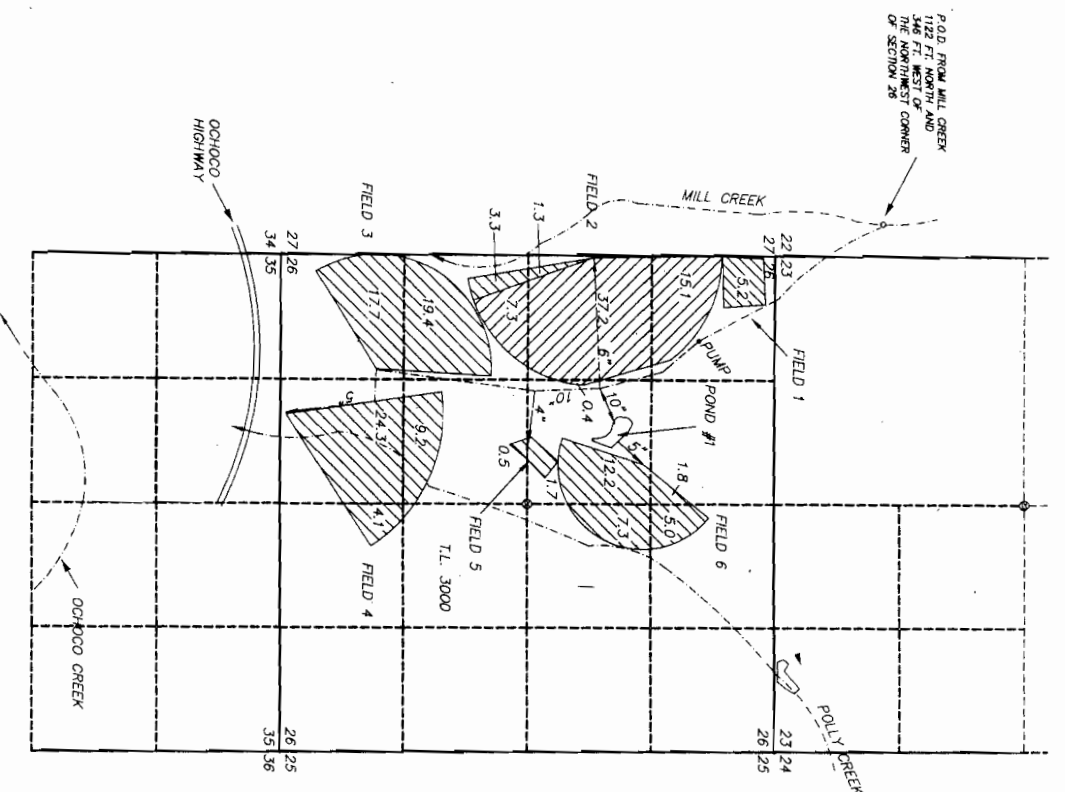 P.O.D. FROM MILL CREEK
1122 FT. NORTH AND
346 FT. WEST OF
THE NORTHWEST CORNER
OF SECTION 26
MILL CREEK
OCHOCO
HIGHWAY
FIELD 3
FIELD 2
3.3
1.3
22 23
27 26
5.2
15.1
37.2
7.3
19.4
17.7
27 26
34 35
6"
PUMP
FIELD 1
POND #1
10"
0.4
10"
4"
5"
5"
1.8
9.2
24.31
4.1
0.5
1.7
12.2
5.0
7.3
FIELD 6
FIELD 5
T.L. 3000
FIELD 4
OCHOCO CREEK
POLLY CREEK
23 24
26 25
26 25
35 36